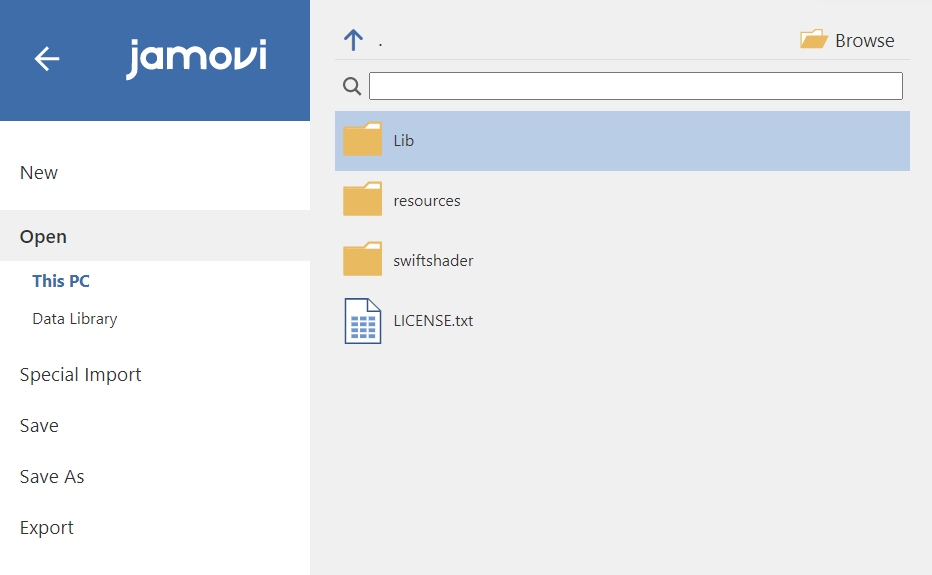 jamovi
New
Open
This PC
Data Library
Special Import
Save
Save As
Export
.
Browse
Lib
resources
swiftshader
LICENSE.txt